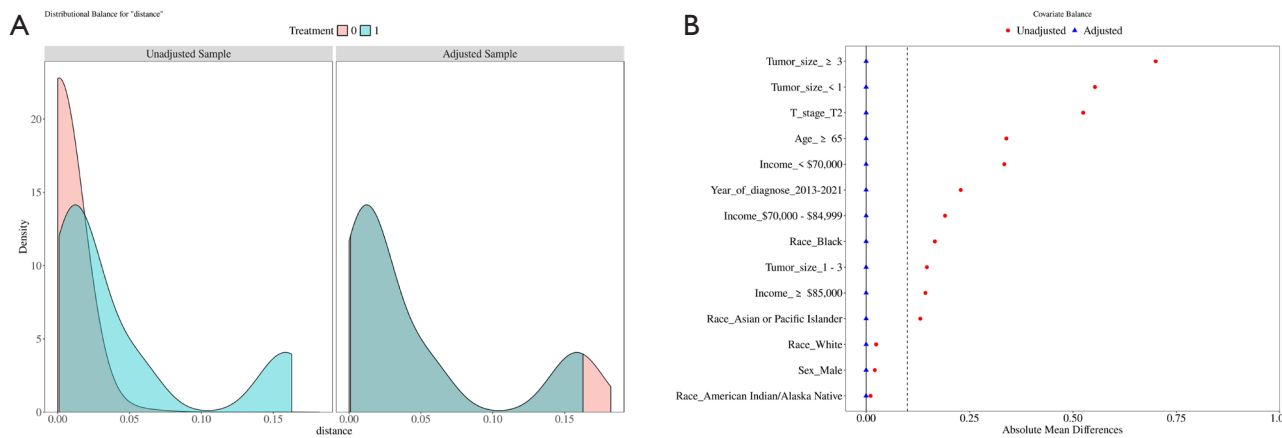 A
Distributional Balance for "distance"
Treatment 0 1
Unadjusted Sample
Adjusted Sample
Density
20
15
10
5
0
0.00 0.05 0.10 0.15
0.00 0.05 0.10 0.15
distance
B
Covariate Balance
Unadjusted Adjusted
Tumor_size_ ≥ 3
Tumor_size_< 1
T_stage_T2
Age_ ≥ 65
Income_< $70,000
Year_of_diagnose_2013-2021
Income_$70,000 - $84,999
Race_Black
Tumor_size_1 - 3
Income_ ≥ $85,000
Race_Asian or Pacific Islander
Race_White
Sex_Male
Race_American Indian/Alaska Native
0.00 0.25 0.50 0.75 1.0
Absolute Mean Differences